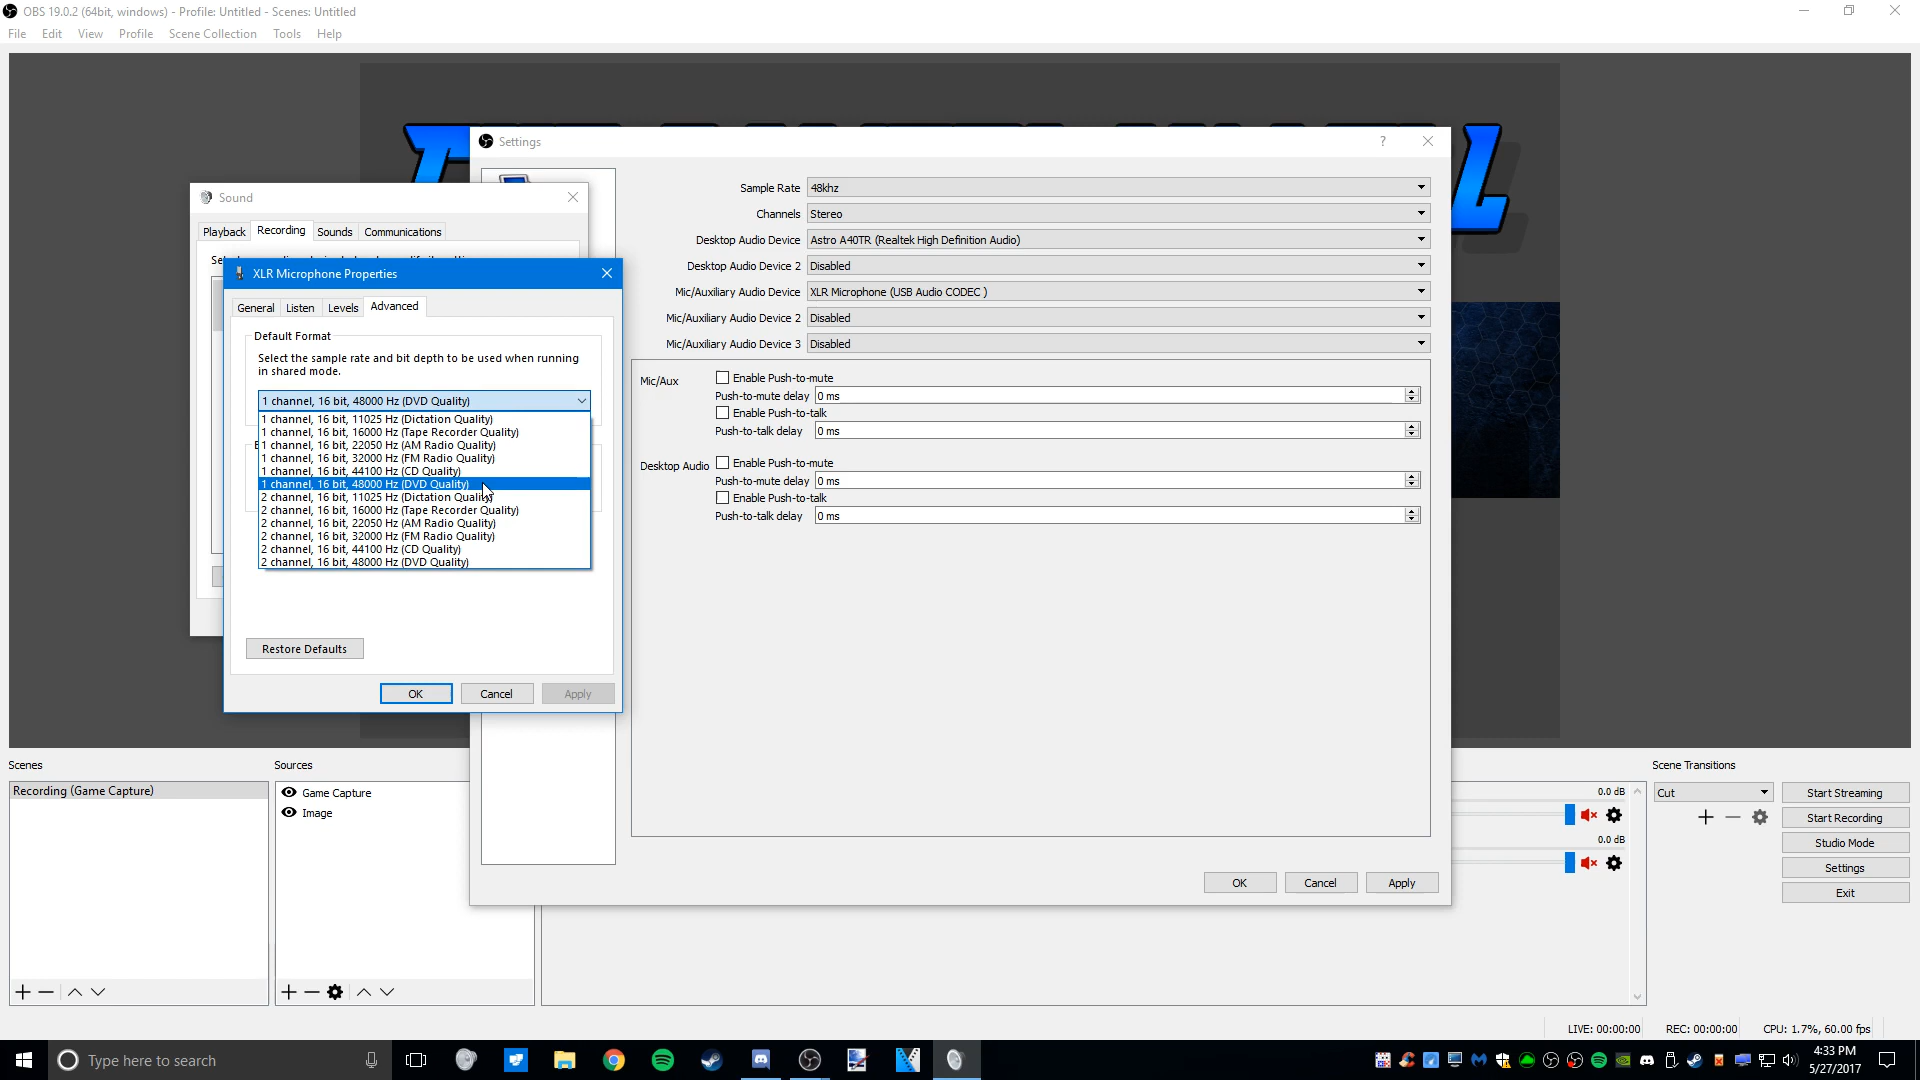 OBS 19.0.2 (64bit, windows) - Profile: Untitled - Scenes: Untitled
File Edit View Profile Scene Collection Tools Help
Settings
?
Sound
Playback Recording Sounds Communications
XLR Microphone Properties
General Listen Levels Advanced
Default Format
Select the sample rate and bit depth to be used when running
in shared mode.
1 channel, 16 bit, 48000 Hz (DVD Quality)
1 channel, 16 bit, 11025 Hz (Dictation Quality)
1 channel, 16 bit, 16000 Hz (Tape Recorder Quality)
1 channel, 16 bit, 22050 Hz (AM Radio Quality)
1 channel, 16 bit, 32000 Hz (FM Radio Quality)
1 channel, 16 bit, 44100 Hz (CD Quality)
1 channel, 16 bit, 48000 Hz (DVD Quality)
2 channel, 16 bit, 11025 Hz (Dictation Quality)
2 channel, 16 bit, 16000 Hz (Tape Recorder Quality)
2 channel, 16 bit, 22050 Hz (AM Radio Quality)
2 channel, 16 bit, 32000 Hz (FM Radio Quality)
2 channel, 16 bit, 44100 Hz (CD Quality)
2 channel, 16 bit, 48000 Hz (DVD Quality)
Restore Defaults
OK Cancel Apply
Sample Rate 48khz
Channels Stereo
Desktop Audio Device Astro A40TR (Realtek High Definition Audio)
Desktop Audio Device 2 Disabled
Mic/Auxiliary Audio Device XLR Microphone (USB Audio CODEC )
Mic/Auxiliary Audio Device 2 Disabled
Mic/Auxiliary Audio Device 3 Disabled
Mic/Aux
Enable Push-to-mute
Push-to-mute delay 0 ms
Enable Push-to-talk
Push-to-talk delay 0 ms
Desktop Audio
Enable Push-to-mute
Push-to-mute delay 0 ms
Enable Push-to-talk
Push-to-talk delay 0 ms
OK Cancel Apply
Scenes
Recording (Game Capture)
Sources
Game Capture
Image
0.0 dB
0.0 dB
Scene Transitions
Cut
Start Streaming
Start Recording
Studio Mode
Settings
Exit
LIVE: 00:00:00 REC: 00:00:00 CPU: 1.7%, 60.00 fps
Type here to search
4:33 PM
5/27/2017